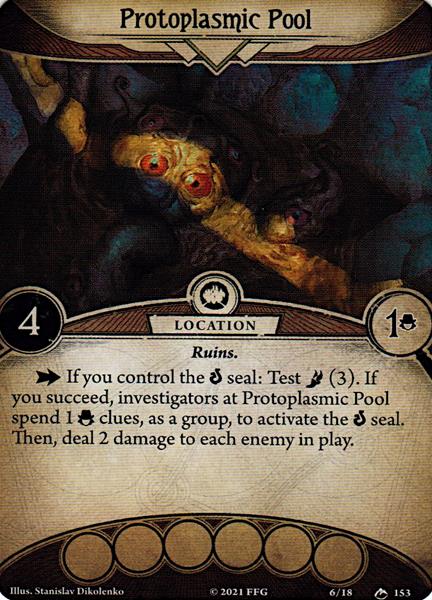 Protoplasmic Pool
4
1
LOCATION
Ruins.
If you control the seal: Test (3). If
you succeed, investigators at Protoplasmic Pool
spend 1 clues, as a group, to activate the seal.
Then, deal 2 damage to each enemy in play.
Illus. Stanislav Dikolenko © 2021 FFG 6/18 153